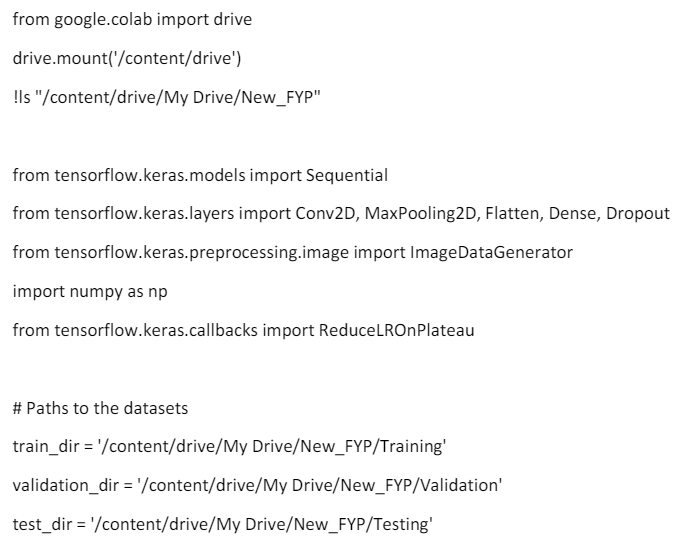 from google.colab import drive
drive.mount('/content/drive')
!ls "/content/drive/My Drive/New_FYP"
from tensorflow.keras.models import Sequential
from tensorflow.keras.layers import Conv2D, MaxPooling2D, Flatten, Dense, Dropout
from tensorflow.keras.preprocessing.image import ImageDataGenerator
import numpy as np
from tensorflow.keras.callbacks import ReduceLROnPlateau
# Paths to the datasets
train_dir = '/content/drive/My Drive/New_FYP/Training'
validation_dir = '/content/drive/My Drive/New_FYP/Validation'
test_dir = '/content/drive/My Drive/New_FYP/Testing'